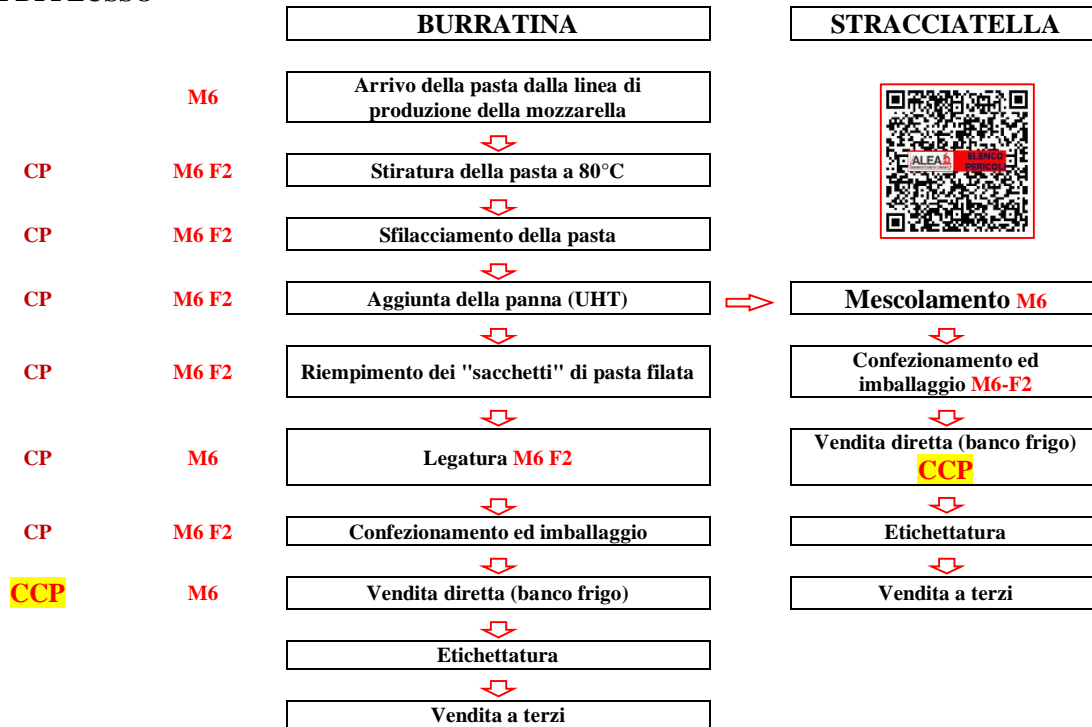 BURRATINA
STRACCIATELLA
M6
Arrivo della pasta dalla linea di
produzione della mozzarella
ALEA
ELENCO
PERICOLI
CP M6 F2 Stiratura della pasta a 80°C
CP M6 F2 Sfilacciamento della pasta
CP M6 F2 Aggiunta della panna (UHT)
Mescolamento M6
CP M6 F2 Riempimento dei "sacchetti" di pasta filata
Confezionamento ed
imballaggio M6-F2
CP M6 Legatura M6 F2
Vendita diretta (banco frigo)
CCP
CP M6 F2 Confezionamento ed imballaggio
Etichettatura
CCP M6 Vendita diretta (banco frigo)
Vendita a terzi
Etichettatura
Vendita a terzi